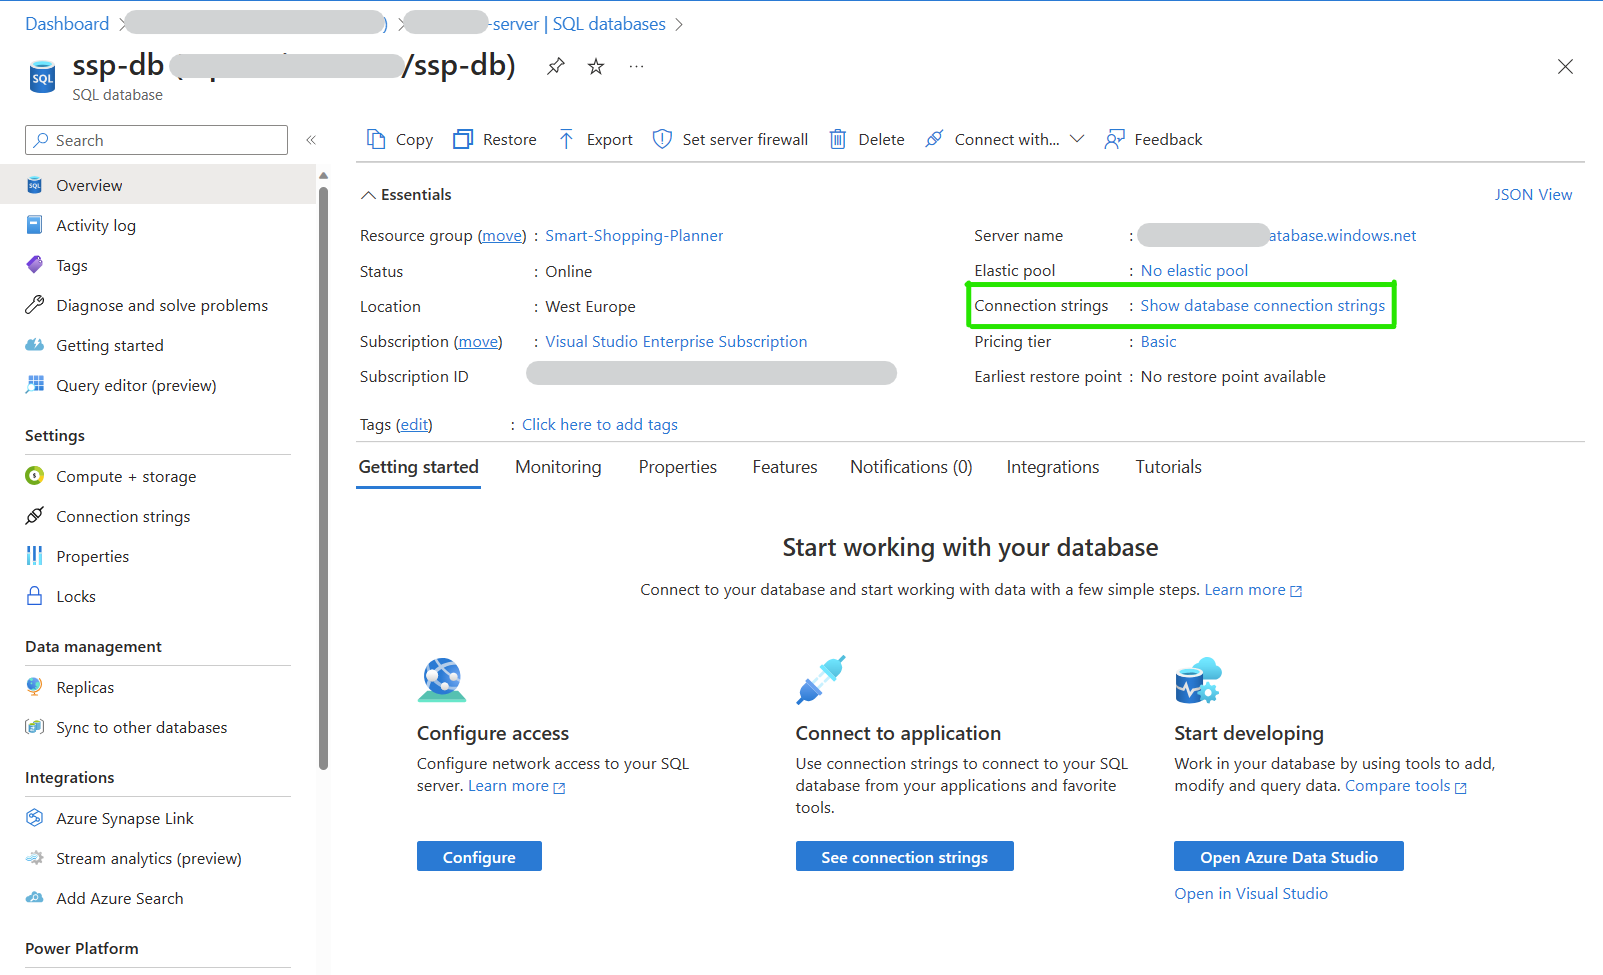 Dashboard > ) > -server | SQL databases >
ssp-db /ssp-db) ...
SQL database
Search «
Copy Restore Export Set server firewall Delete Connect with... Feedback
Overview
Activity log
Tags
Diagnose and solve problems
Getting started
Query editor (preview)
Settings
Compute + storage
Connection strings
Properties
Locks
Data management
Replicas
Sync to other databases
Integrations
Azure Synapse Link
Stream analytics (preview)
Add Azure Search
Power Platform
Essentials JSON View
Resource group (move) : Smart-Shopping-Planner
Status : Online
Location : West Europe
Subscription (move) : Visual Studio Enterprise Subscription
Subscription ID
Server name : atabase.windows.net
Elastic pool : No elastic pool
Connection strings : Show database connection strings
Pricing tier : Basic
Earliest restore point : No restore point available
Tags (edit) : Click here to add tags
Getting started Monitoring Properties Features Notifications (0) Integrations Tutorials
Start working with your database
Connect to your database and start working with data with a few simple steps. Learn more
Configure access
Configure network access to your SQL
server. Learn more
Configure
Connect to application
Use connection strings to connect to your SQL
database from your applications and favorite
tools.
See connection strings
Start developing
Work in your database by using tools to add,
modify and query data. Compare tools
Open Azure Data Studio
Open in Visual Studio